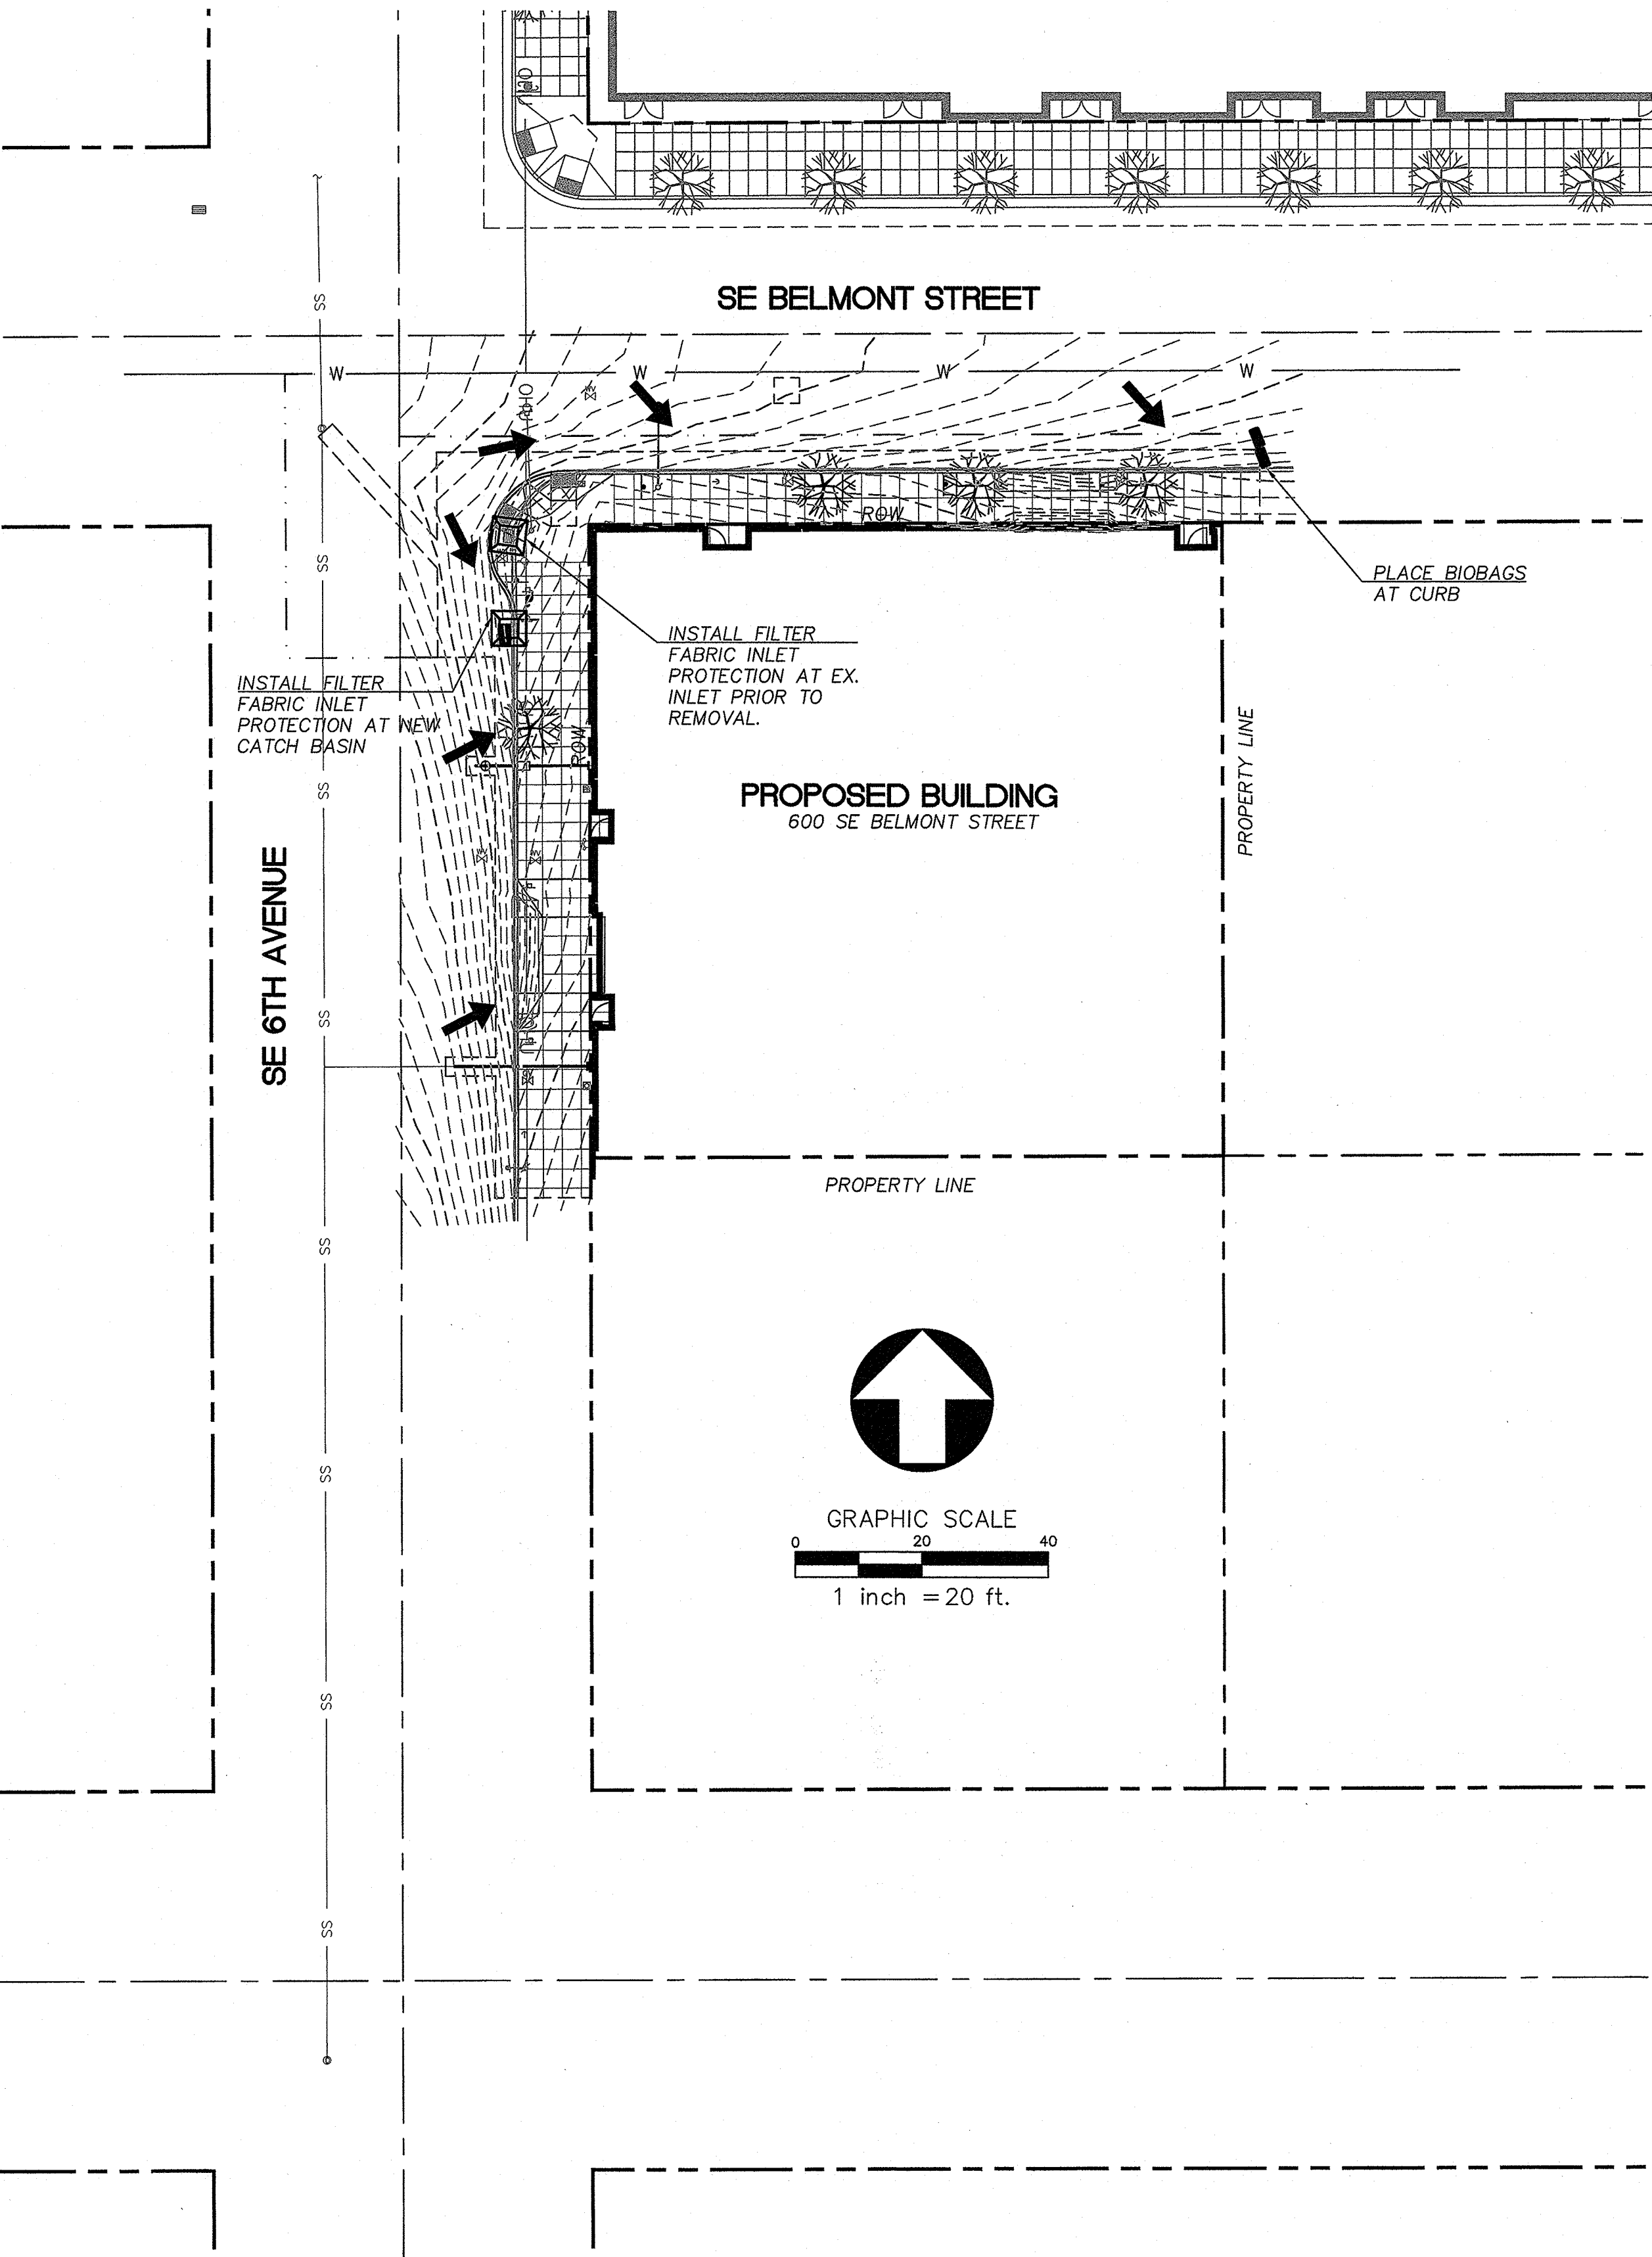 SE BELMONT STREET
W
W
W
W
SS
ROW
PLACE BIOBAGS
AT CURB
SS
INSTALL FILTER
FABRIC INLET
PROTECTION AT EX.
INLET PRIOR TO
REMOVAL.
INSTALL FILTER
FABRIC INLET
PROTECTION AT NEW
CATCH BASIN
ROW
SS
PROPERTY LINE
PROPOSED BUILDING
600 SE BELMONT STREET
SE 6TH AVENUE
SS
PROPERTY LINE
SS
SS
GRAPHIC SCALE
0 20 40
1 inch = 20 ft.
SS
SS